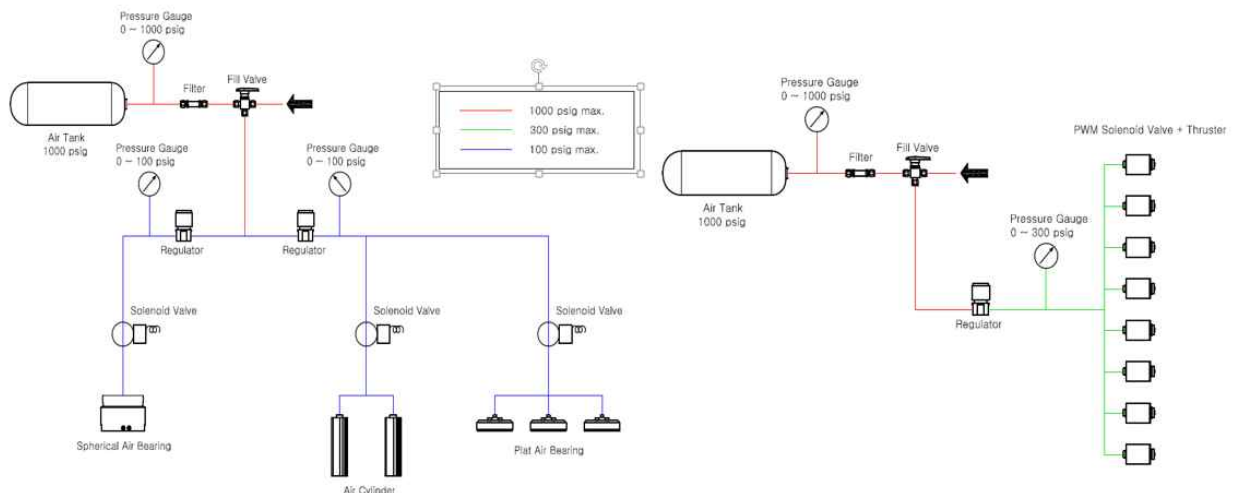 Pressure Gauge
0 ~ 1000 psig
Filter
Fill Valve
Air Tank
1000 psig
Pressure Gauge
0 ~ 100 psig
Pressure Gauge
0 ~ 100 psig
Regulator
Regulator
Solenoid Valve
Solenoid Valve
Solenoid Valve
Spherical Air Bearing
Air Cylinder
Plat Air Bearing
1000 psig max.
300 psig max.
100 psig max.
Pressure Gauge
0 ~ 1000 psig
Filter
Fill Valve
Air Tank
1000 psig
PWM Solenoid Valve + Thruster
Pressure Gauge
0 ~ 300 psig
Regulator